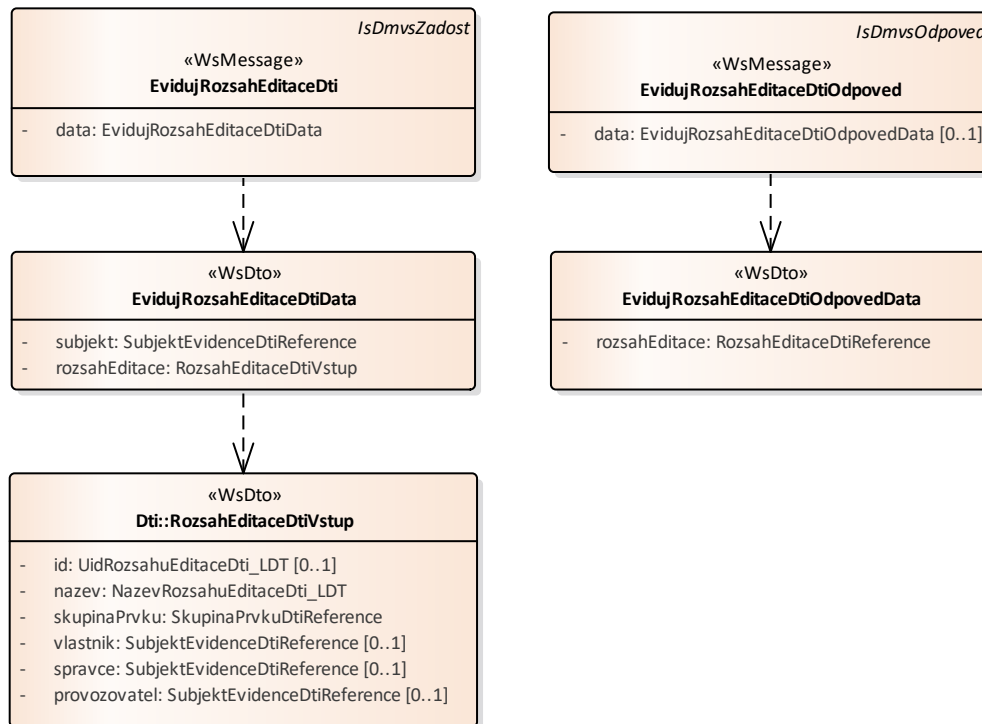 IsDmvsZadost
«WsMessage»
EvidujRozsahEditaceDti
- data: EvidujRozsahEditaceDtiData
IsDmvsOdpoved
«WsMessage»
EvidujRozsahEditaceDtiOdpoved
- data: EvidujRozsahEditaceDtiOdpovedData [0..1]
«WsDto»
EvidujRozsahEditaceDtiData
- subjekt: SubjektEvidenceDtiReference
- rozsahEditace: RozsahEditaceDtiVstup
«WsDto»
EvidujRozsahEditaceDtiOdpovedData
- rozsahEditace: RozsahEditaceDtiReference
«WsDto»
Dti::RozsahEditaceDtiVstup
- id: UidRozsahuEditaceDti_LDT [0..1]
- nazev: NazevRozsahuEditaceDti_LDT
- skupinaPrvku: SkupinaPrvkuDtiReference
- vlastnik: SubjektEvidenceDtiReference [0..1]
- spravce: SubjektEvidenceDtiReference [0..1]
- provozovatel: SubjektEvidenceDtiReference [0..1]